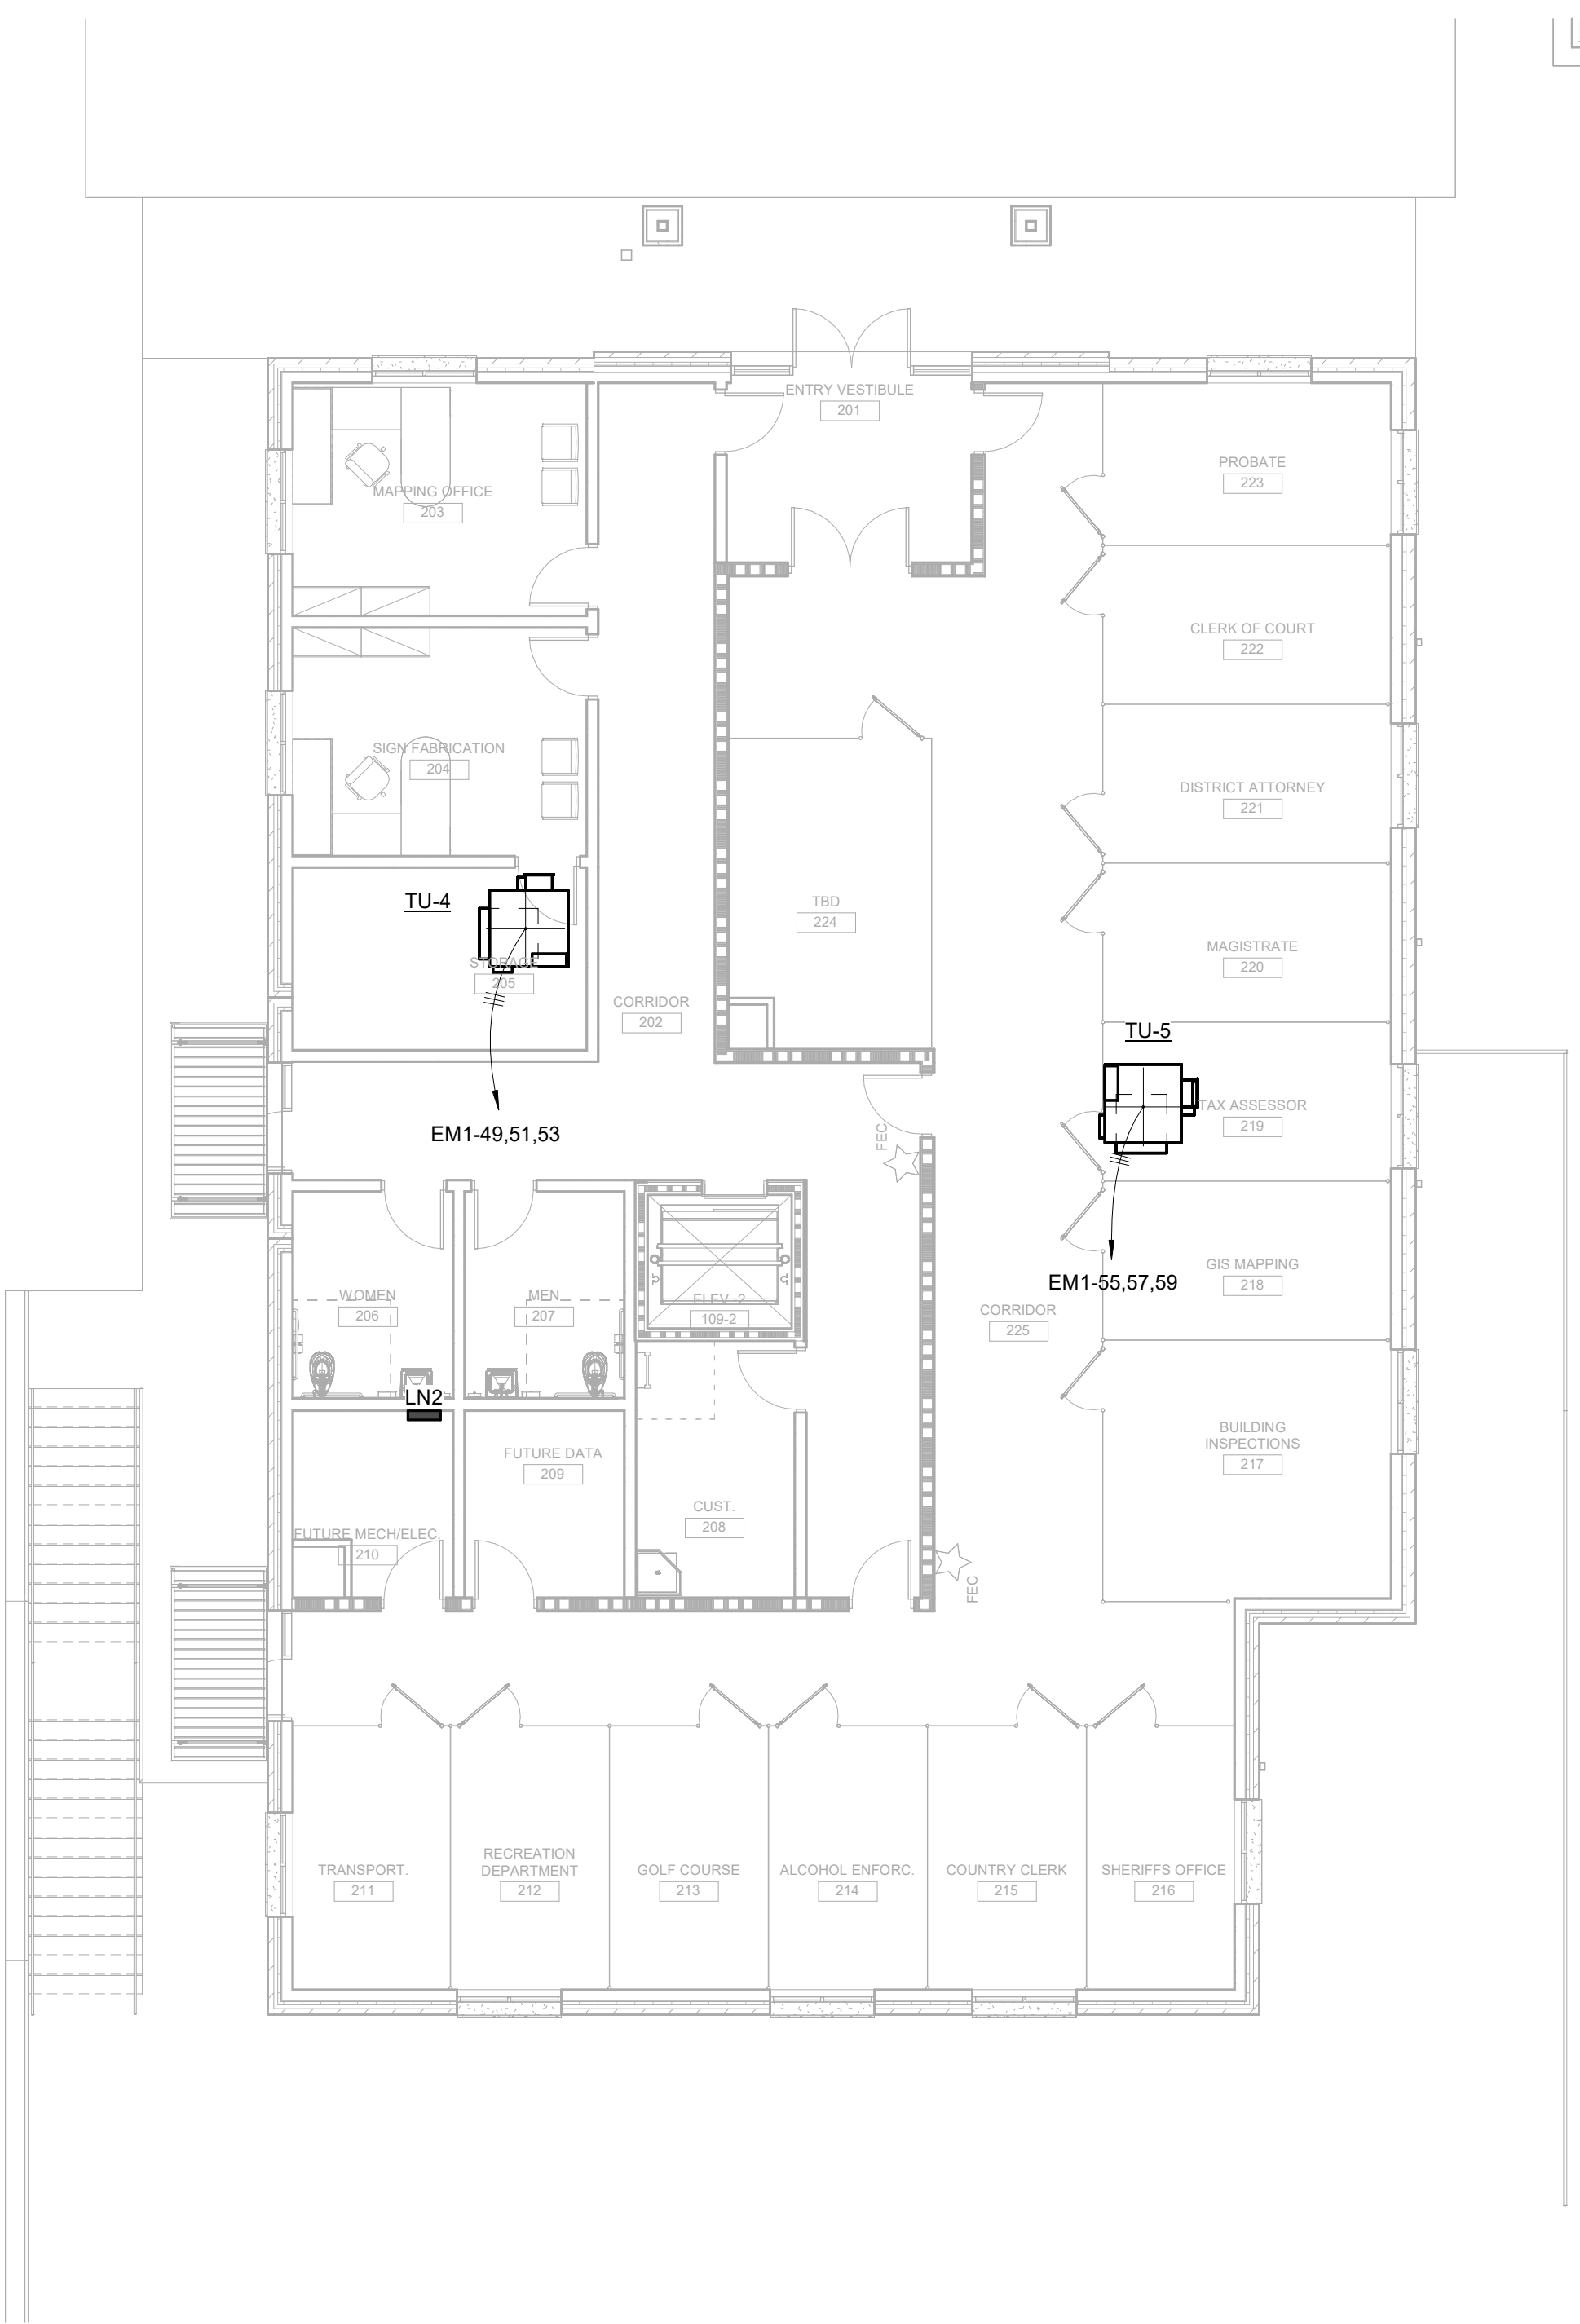 ENTRY VESTIBULE
201
PROBATE
223
MAPPING OFFICE
203
CLERK OF COURT
222
SIGN FABRICATION
204
DISTRICT ATTORNEY
221
TU-4
TBD
224
MAGISTRATE
220
STORAGE
205
CORRIDOR
202
TU-5
TAX ASSESSOR
219
EM1-49,51,53
FEC
GIS MAPPING
218
EM1-55,57,59
WOMEN
206
MEN
207
ELEV. 2
109-2
CORRIDOR
225
LN2
BUILDING
INSPECTIONS
217
FUTURE DATA
209
CUST.
208
FUTURE MECH/ELEC.
210
FEC
TRANSPORT.
211
RECREATION
DEPARTMENT
212
GOLF COURSE
213
ALCOHOL ENFORC.
214
COUNTRY CLERK
215
SHERIFFS OFFICE
216